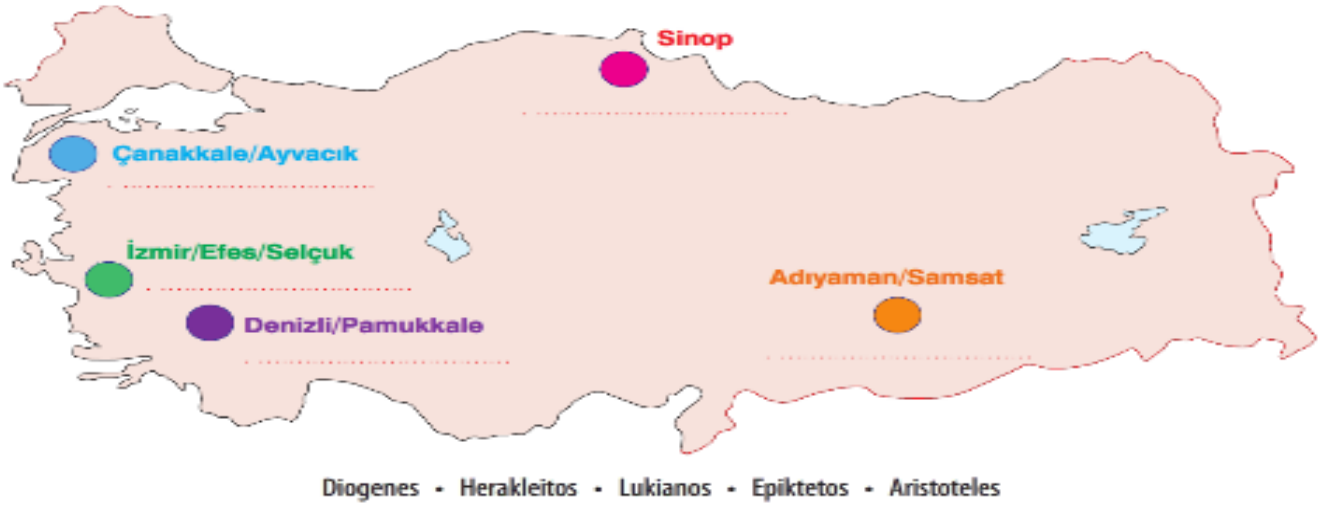 Sinop
Çanakkale/Ayvacık
İzmir/Efes/Selçuk
Adıyaman/Samsat
Denizli/Pamukkale
Diogenes • Herakleitos • Lukianos • Epiktetos • Aristoteles